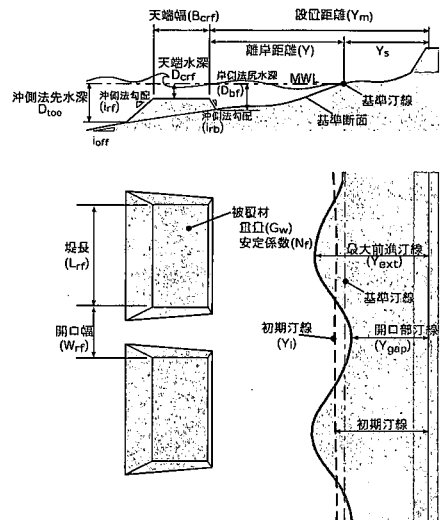 天端幅(Bcrf)
設置距離(Ym)
天端水深
Dcrf
離岸距離(Y)
Ys
岸側法尻水深
(Dbf)
MWL
沖側法先水深
Dtoo
沖側法勾配
(irf)
沖側法勾配
(irb)
基準汀線
基準断面
ioff
被覆材
質量(Gw)
安定係数(Nf)
堤長
(Lrf)
開口幅
(Wrf)
最大前進汀線
(Yext)
基準汀線
初期汀線
(Yi)
開口部汀線
(Ygap)
初期汀線